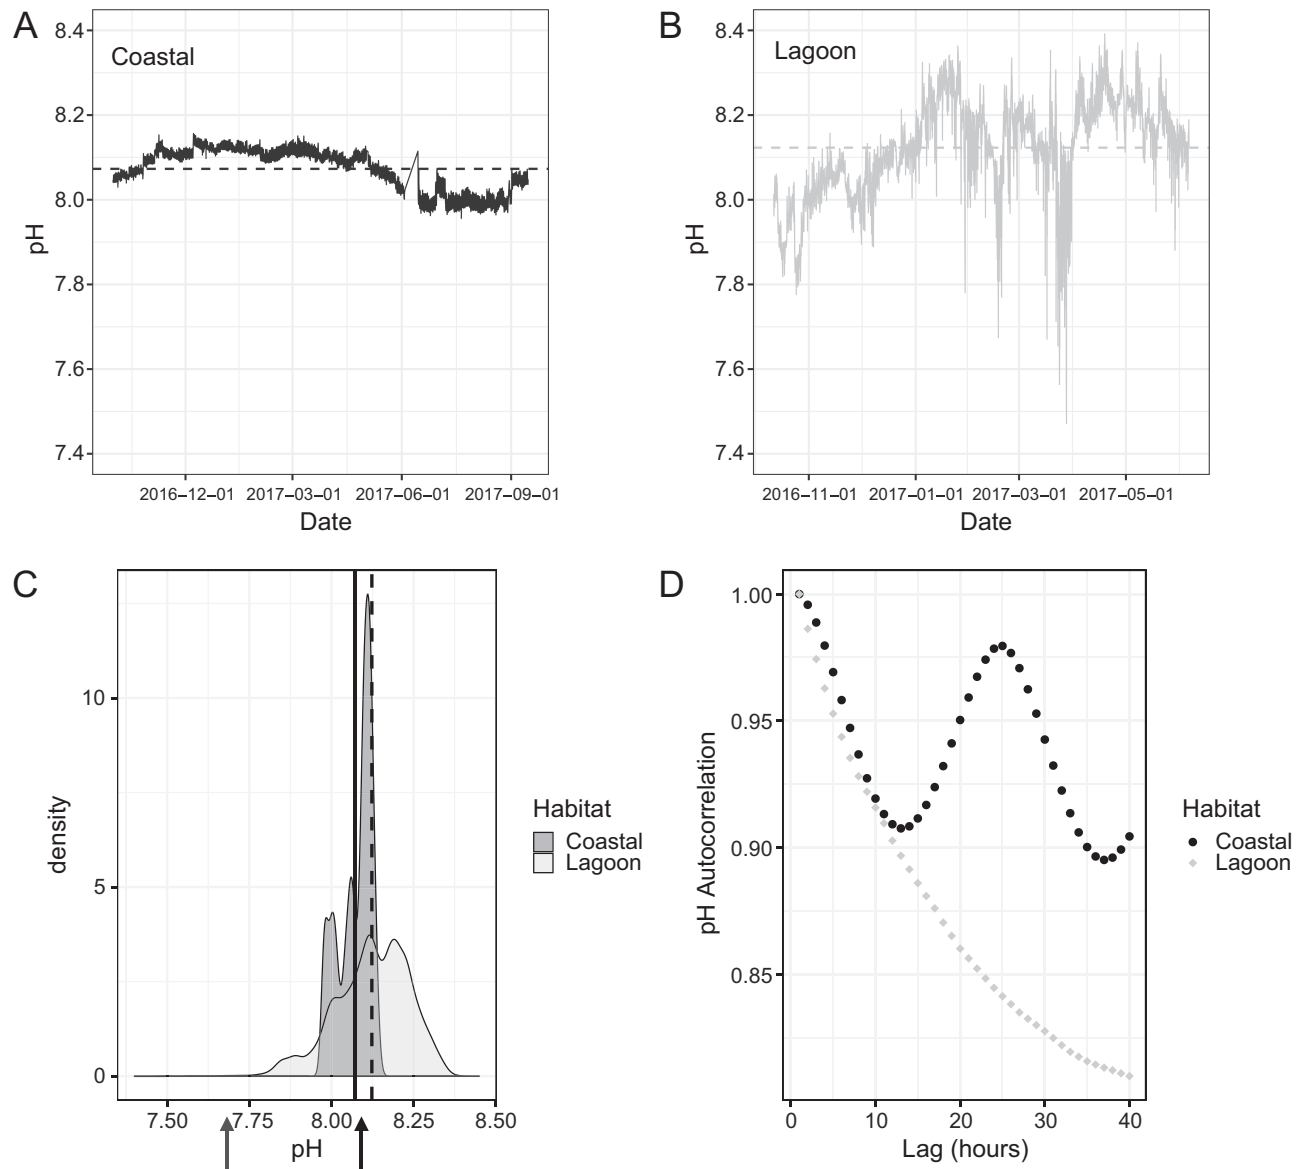 A
Coastal
8.4
8.2
8.0
7.8
7.6
7.4
pH
2016–12–01 2017–03–01 2017–06–01 2017–09–01
Date
B
Lagoon
8.4
8.2
8.0
7.8
7.6
7.4
pH
2016–11–01 2017–01–01 2017–03–01 2017–05–01
Date
C
10
5
0
density
7.50 7.75 8.00 8.25 8.50
pH
Habitat
Coastal
Lagoon
D
1.00
0.95
0.90
0.85
pH Autocorrelation
0 10 20 30 40
Lag (hours)
Habitat
Coastal
Lagoon